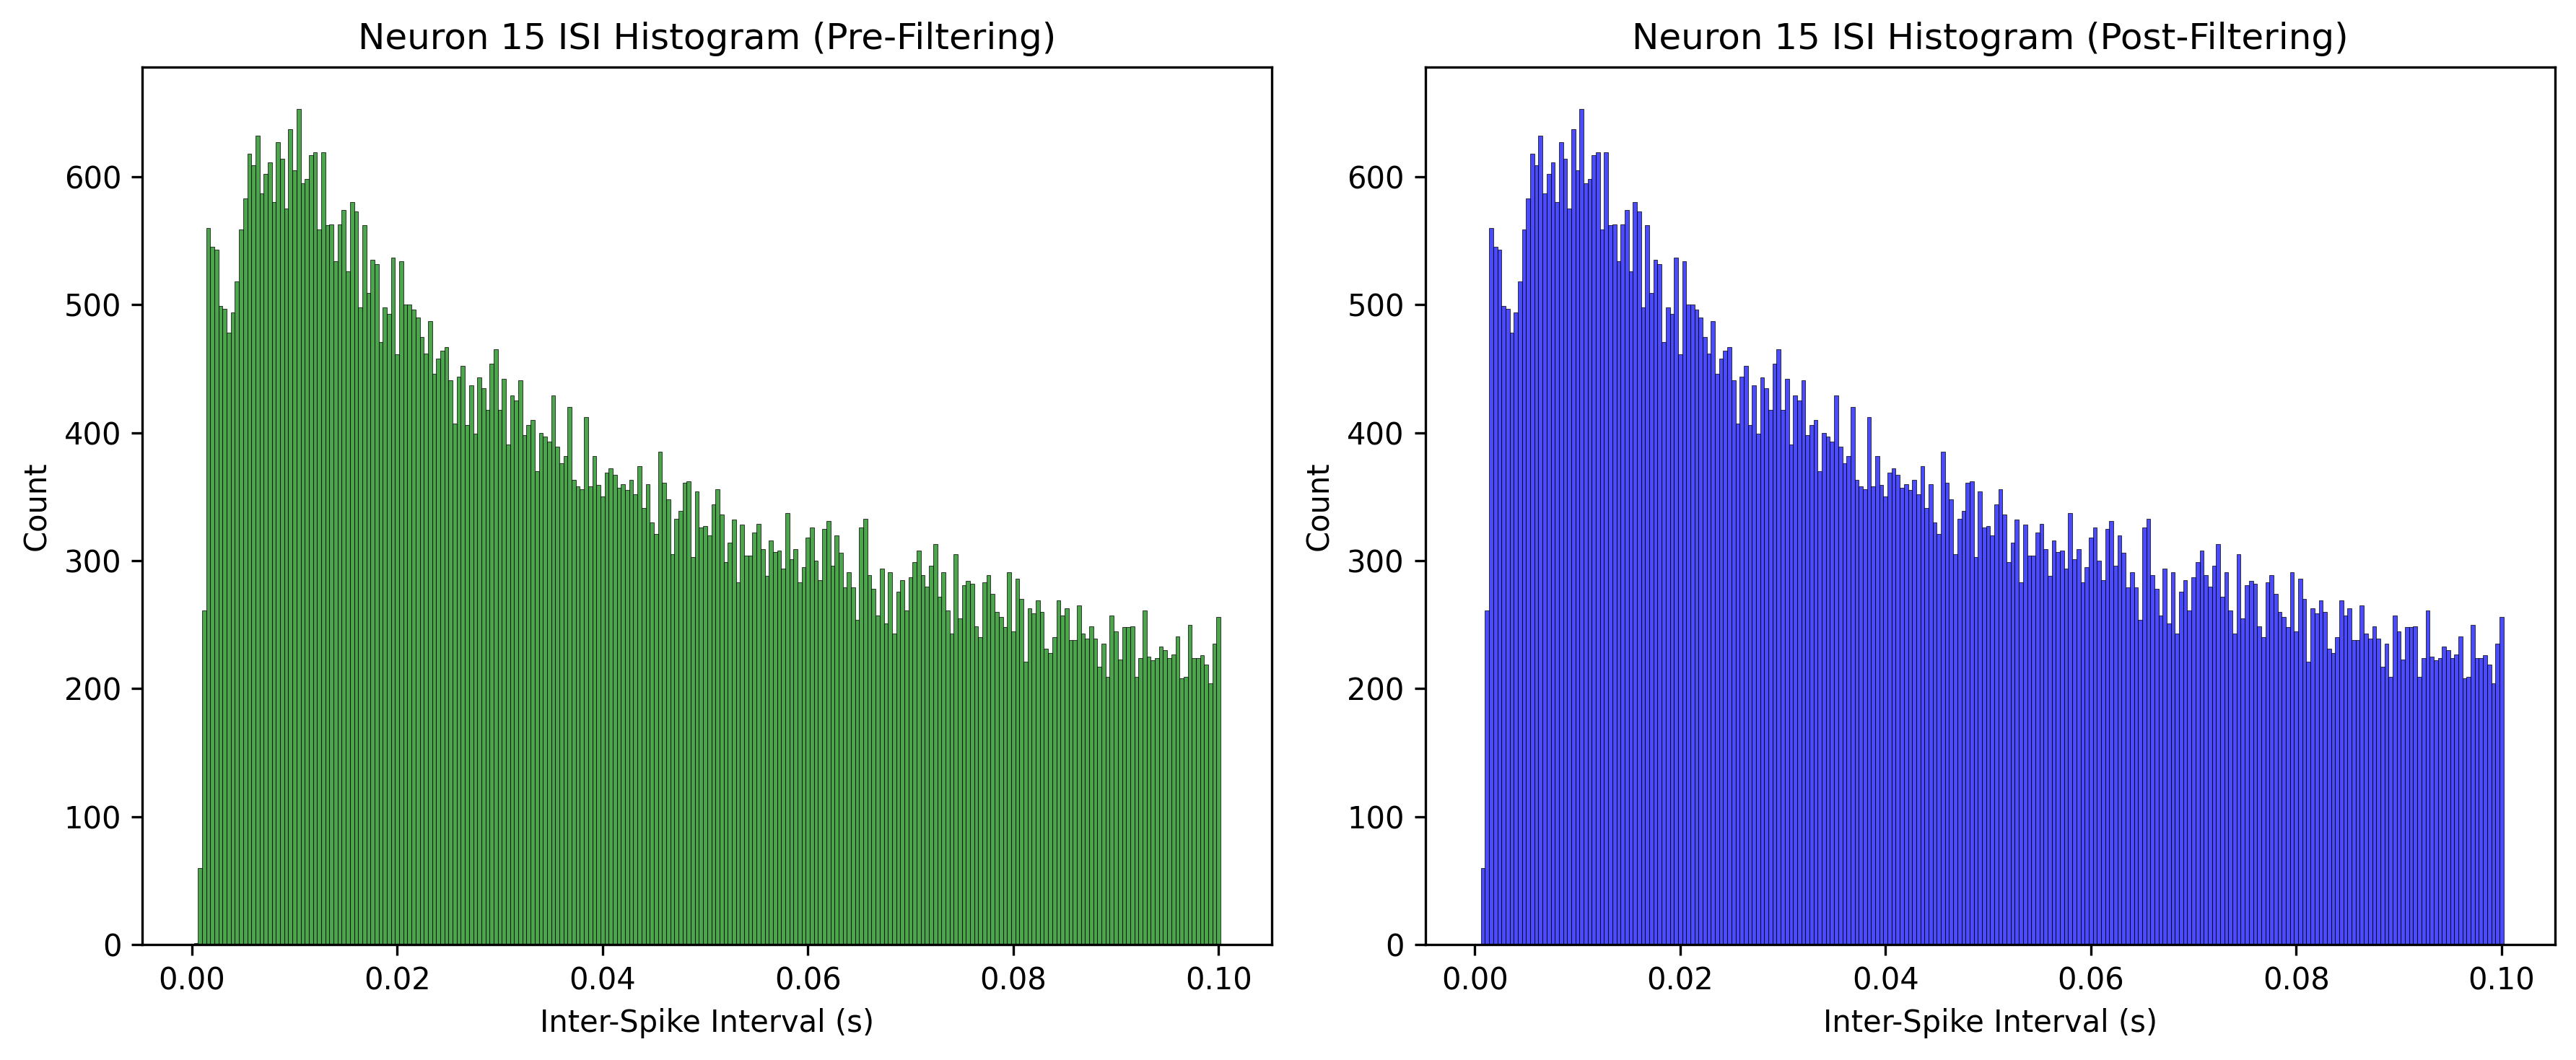 Neuron 15 ISI Histogram (Pre-Filtering)
Count
600
500
400
300
200
100
0
0.00 0.02 0.04 0.06 0.08 0.10
Inter-Spike Interval (s)
Neuron 15 ISI Histogram (Post-Filtering)
Count
600
500
400
300
200
100
0
0.00 0.02 0.04 0.06 0.08 0.10
Inter-Spike Interval (s)